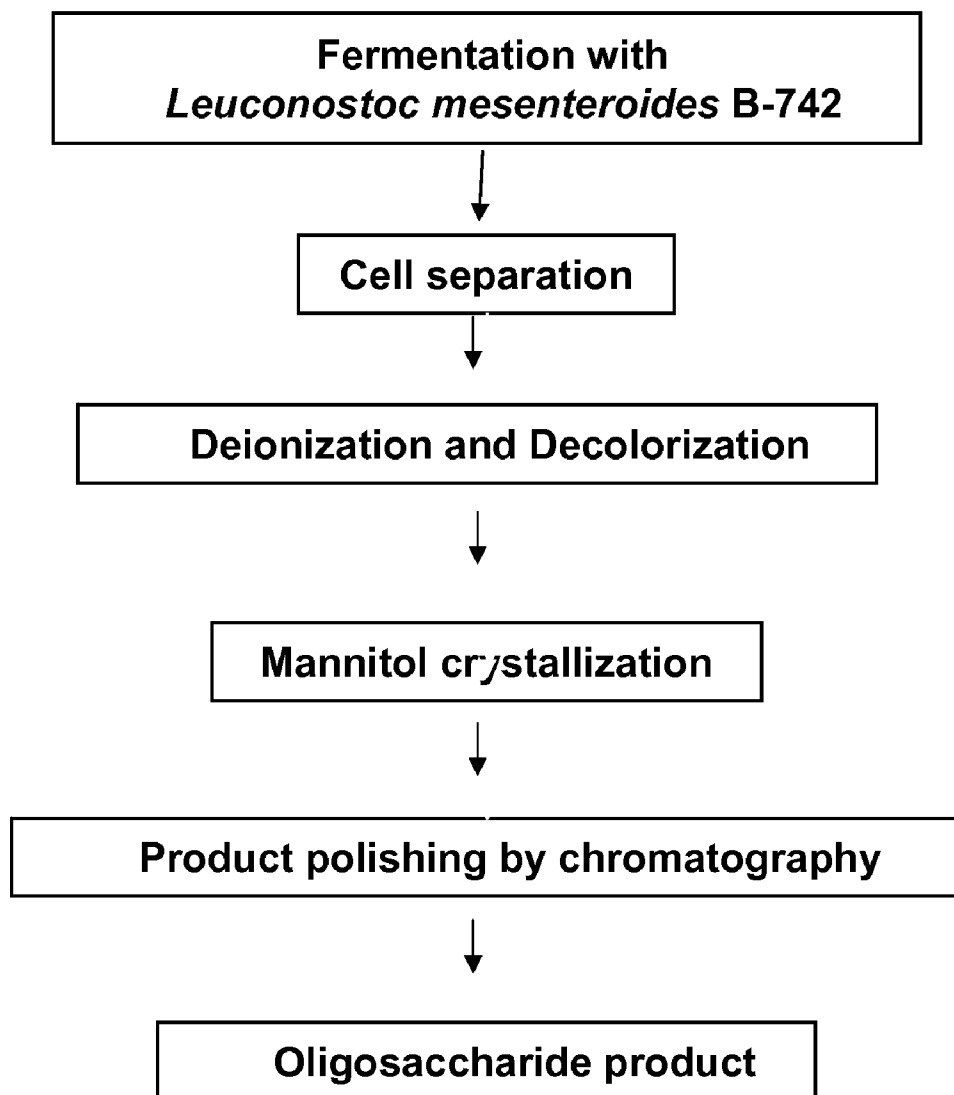 Fermentation with
Leuconostoc mesenteroides B-742
Cell separation
Deionization and Decolorization
Mannitol crystallization
Product polishing by chromatography
Oligosaccharide product